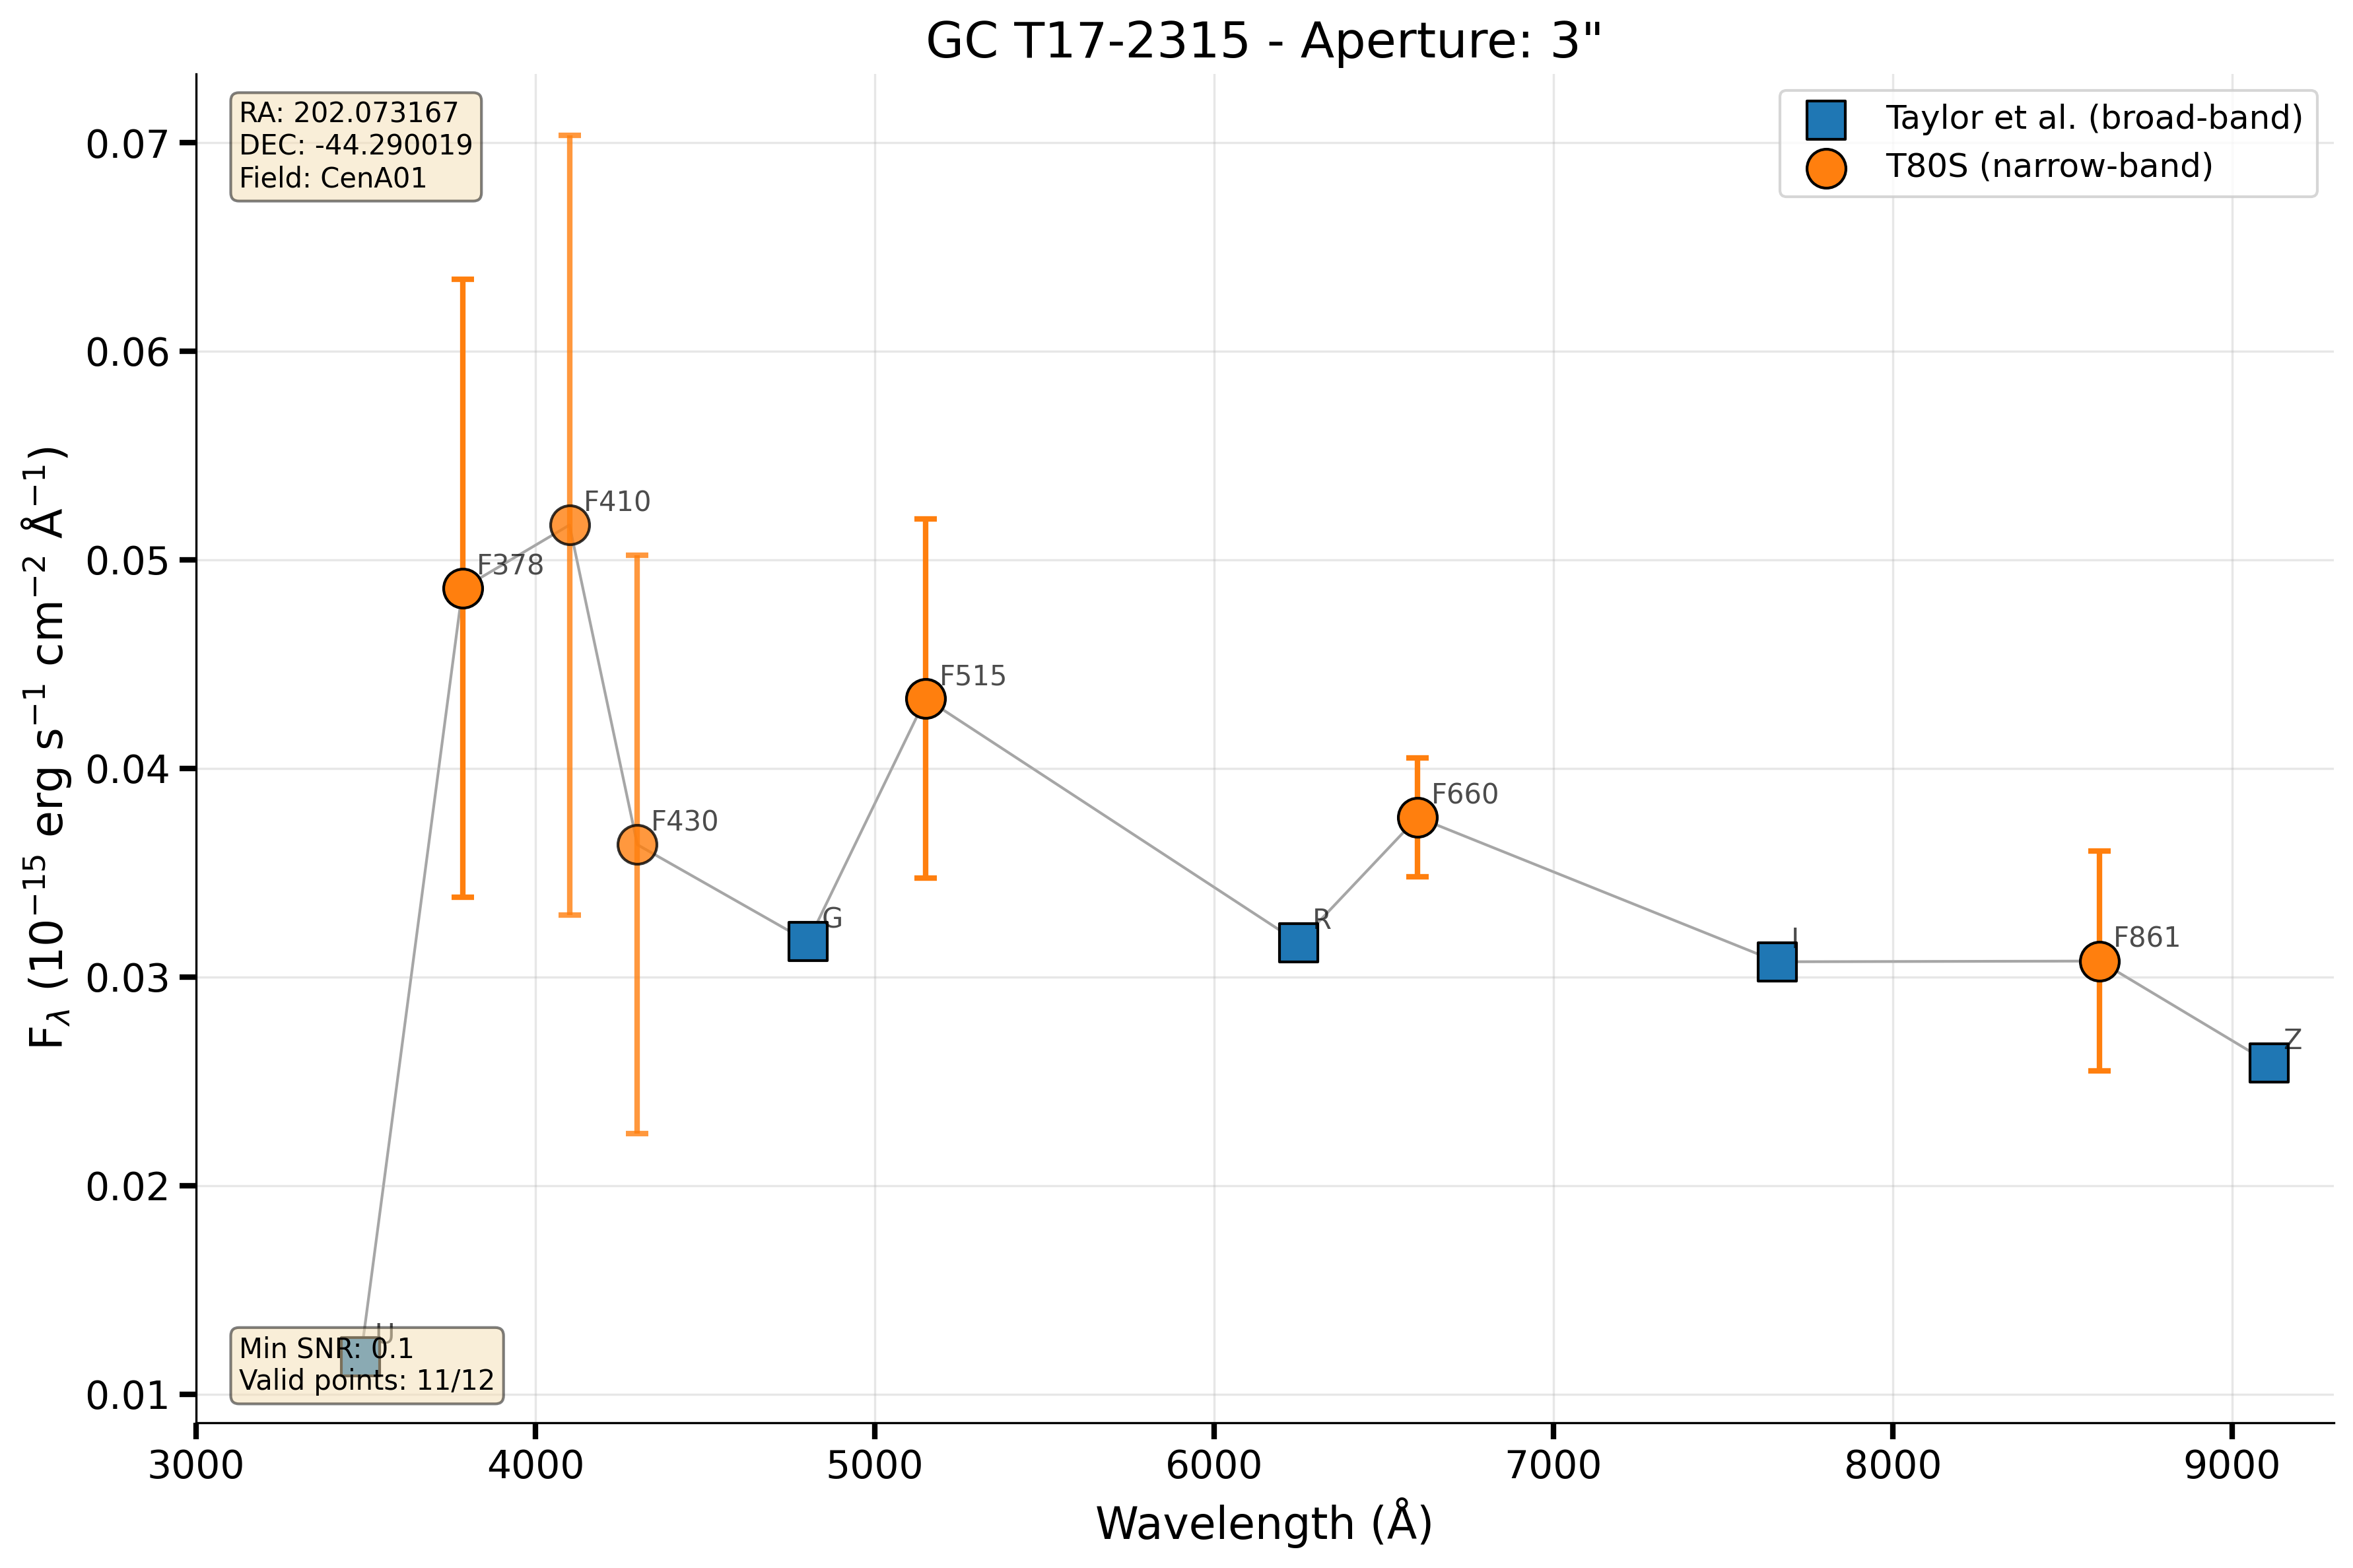 GC T17-2315 - Aperture: 3"
RA: 202.073167
DEC: -44.290019
Field: CenA01
Taylor et al. (broad-band)
T80S (narrow-band)
0.07
0.06
0.05
0.04
0.03
0.02
0.01
F_λ (10⁻¹⁵ erg s⁻¹ cm⁻² Å⁻¹)
F378
F410
F430
G
F515
R
F660
I
F861
Z
U
Min SNR: 0.1
Valid points: 11/12
3000 4000 5000 6000 7000 8000 9000
Wavelength (Å)